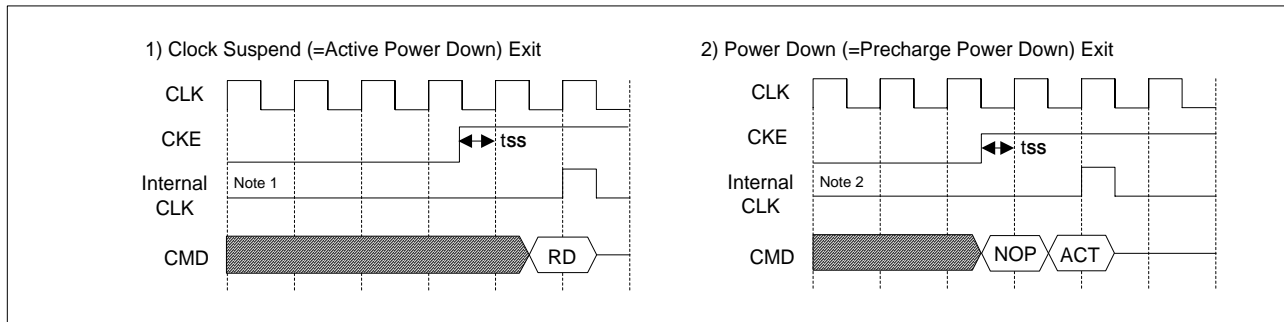 1) Clock Suspend (=Active Power Down) Exit
CLK
CKE
tss
Internal
CLK
Note 1
CMD
RD
2) Power Down (=Precharge Power Down) Exit
CLK
CKE
tss
Internal
CLK
Note 2
CMD
NOP
ACT